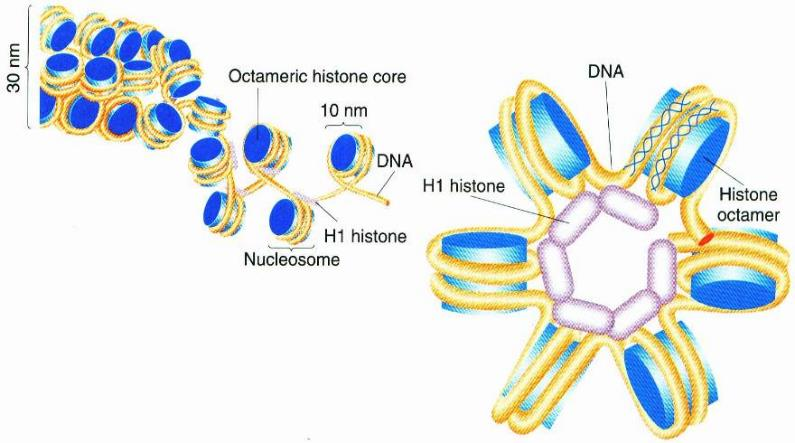 30 nm
Octameric histone core
10 nm
DNA
H1 histone
Nucleosome
DNA
H1 histone
Histone
octamer